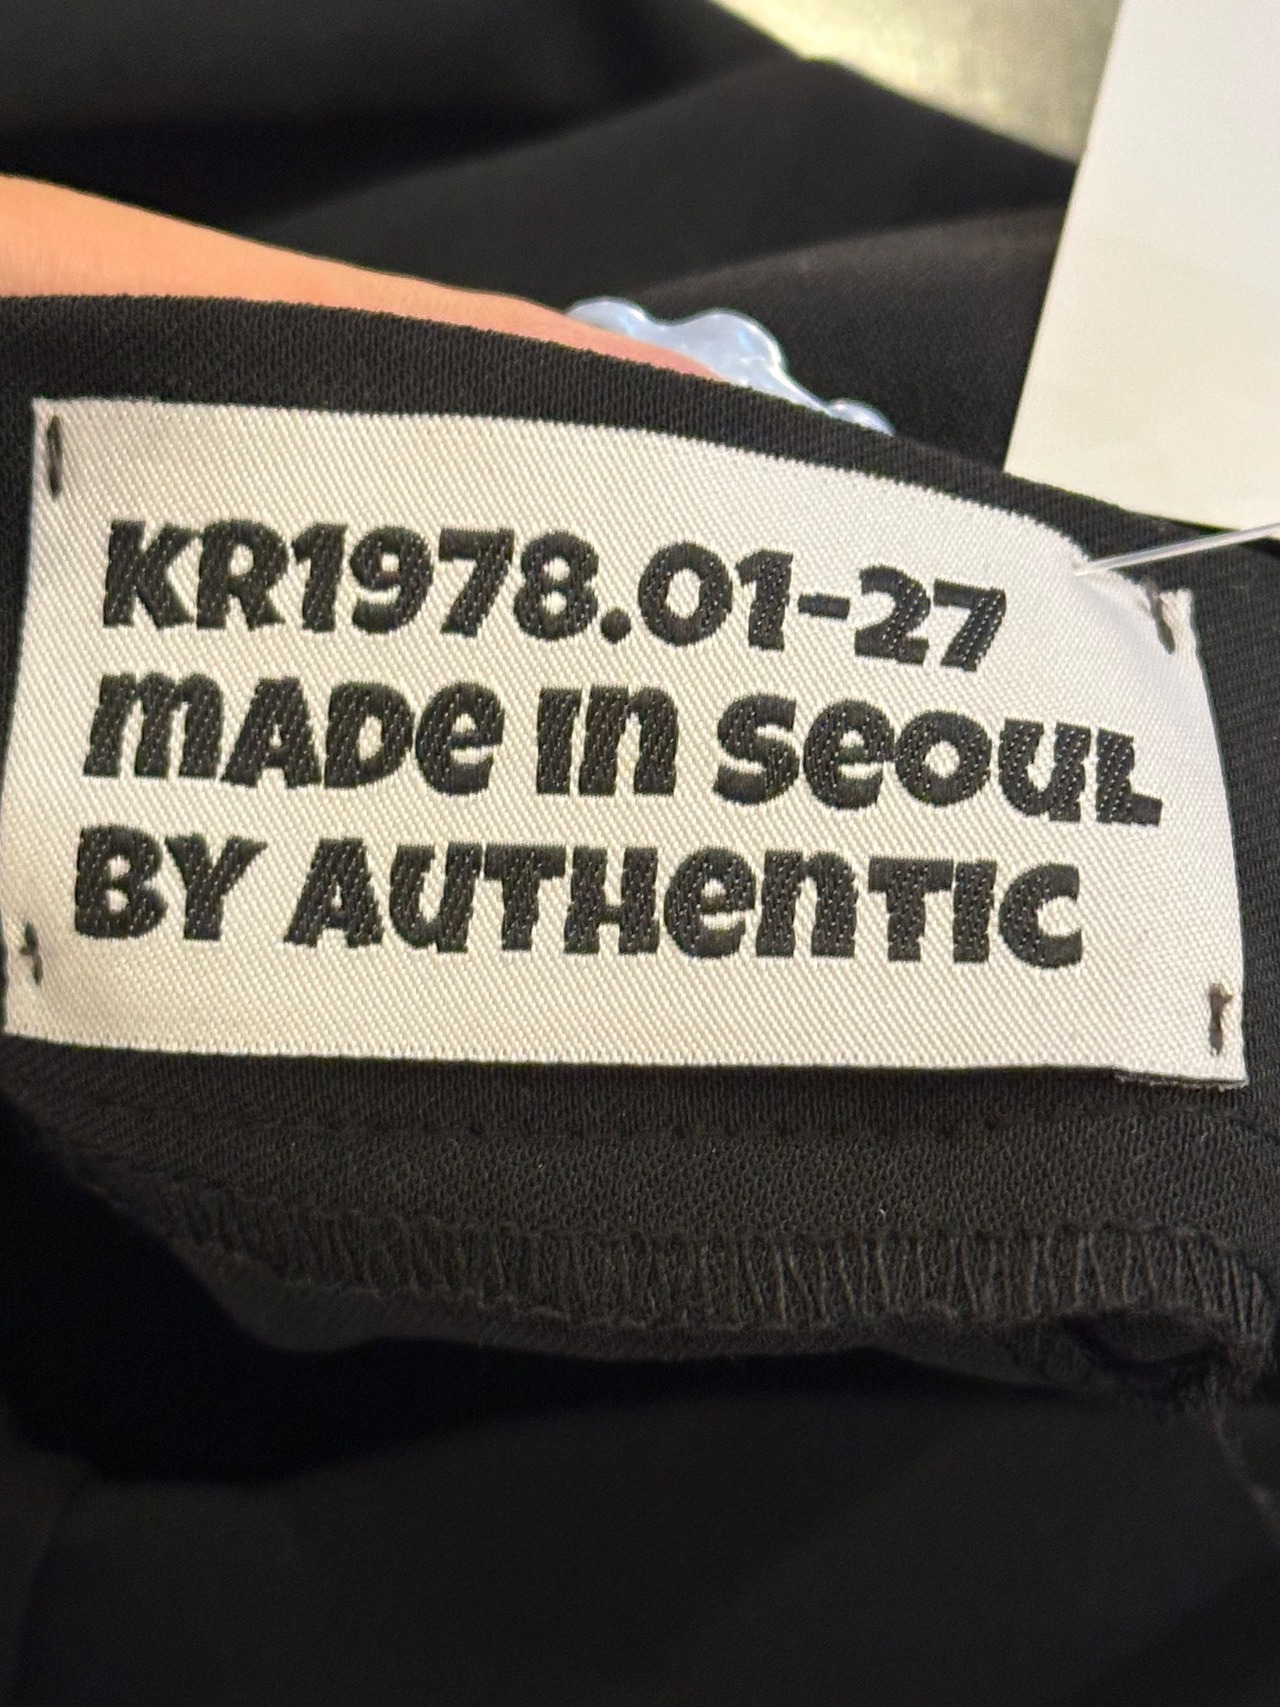 KR1978.01-27
MADE IN SEOUL
BY AUTHENTIC